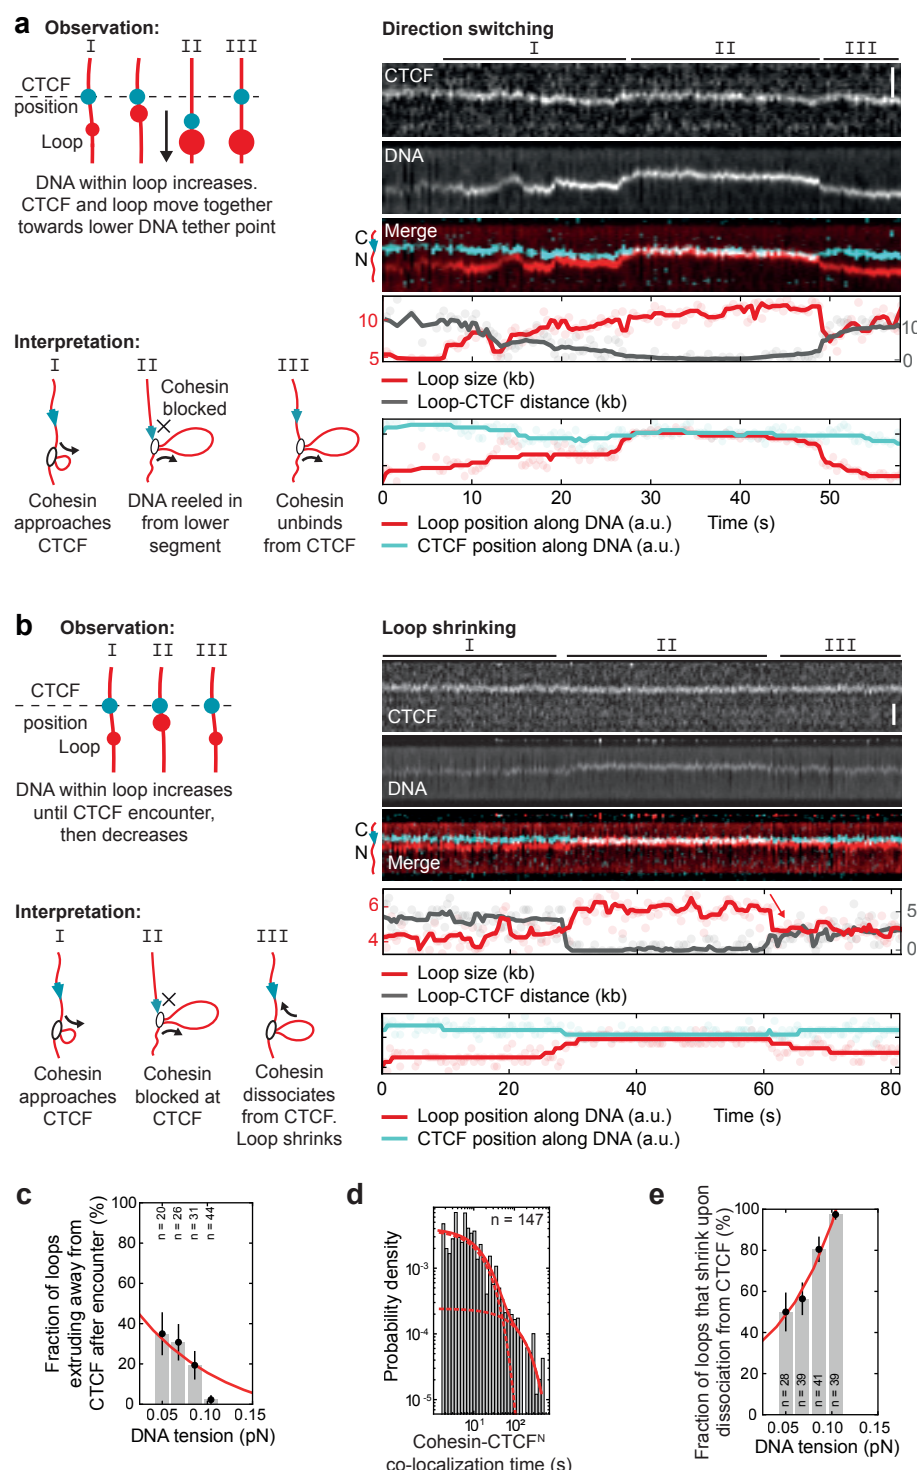 a
Observation:
I
II
III
CTCF
position
Loop
DNA within loop increases.
CTCF and loop move together
towards lower DNA tether point
Interpretation:
I
II
III
Cohesin
blocked
Cohesin
approaches
CTCF
DNA reeled in
from lower
segment
Cohesin
unbinds
from CTCF
Direction switching
I
II
III
CTCF
DNA
Merge
C
N
10
5
10
0
Loop size (kb)
Loop-CTCF distance (kb)
0
10
20
30
40
50
Loop position along DNA (a.u.)
Time (s)
CTCF position along DNA (a.u.)
b
Observation:
I
II
III
CTCF
position
Loop
DNA within loop increases
until CTCF encounter,
then decreases
Interpretation:
I
II
III
Cohesin
approaches
CTCF
Cohesin
blocked at
CTCF
Cohesin
dissociates
from CTCF.
Loop shrinks
Loop shrinking
I
II
III
CTCF
DNA
Merge
C
N
6
4
5
0
Loop size (kb)
Loop-CTCF distance (kb)
0
20
40
60
80
Loop position along DNA (a.u.)
Time (s)
CTCF position along DNA (a.u.)
c
Fraction of loops
extruding away from
CTCF after encounter (%)
100
80
60
40
20
0
n = 20
n = 26
n = 31
n = 44
0.05
0.10
0.15
DNA tension (pN)
d
Probability density
n = 147
10⁻³
10⁻⁴
10⁻⁵
10¹
10²
Cohesin-CTCFᴺ
co-localization time (s)
e
Fraction of loops that shrink upon
dissociation from CTCF (%)
100
80
60
40
20
0
n = 28
n = 39
n = 41
n = 39
0.05
0.10
0.15
DNA tension (pN)